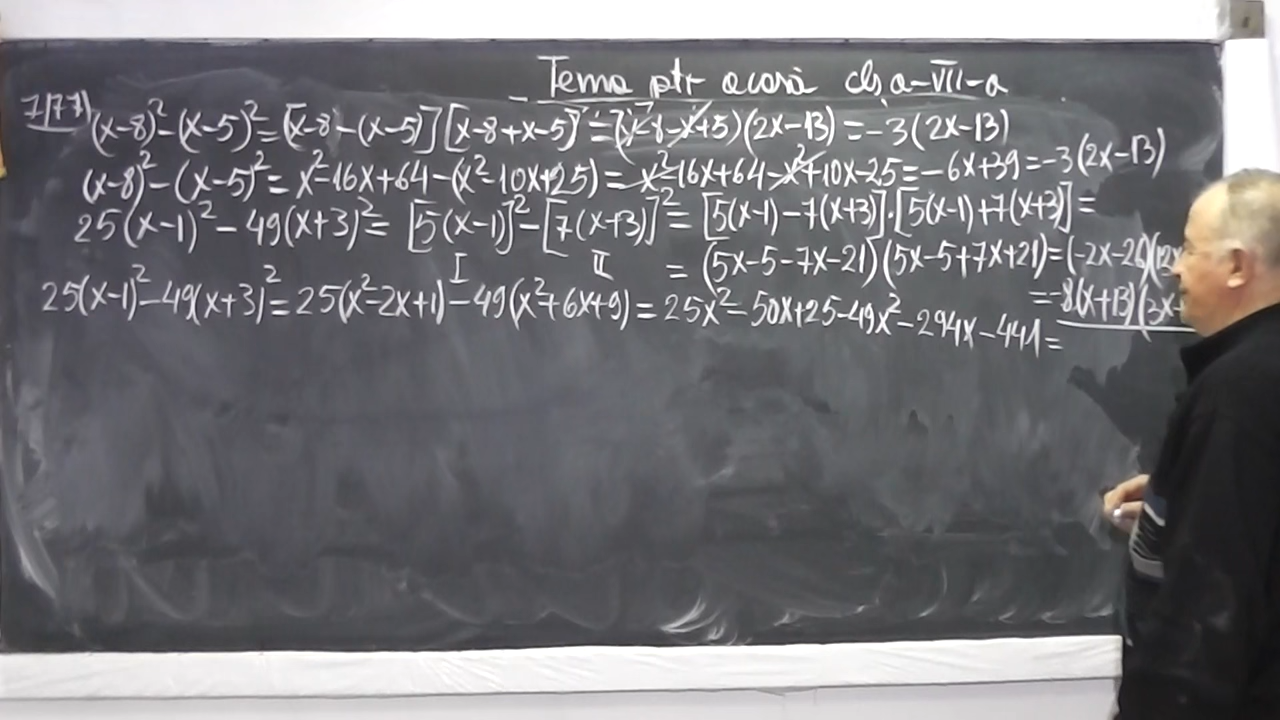 Tema ptr acasă cls a-VII-a
7|77| (x-8)² - (x-5)² = [x-8 - (x-5)] [x-8 + x-5] = (x-8-x+5)(2x-13) = -3(2x-13)
(x-8)² - (x-5)² = x²-16x+64 - (x²-10x+25) = x²-16x+64-x²+10x-25 = -6x+39 = -3(2x-13)
25(x-1)² - 49(x+3)² = [5(x-1)]² - [7(x+3)]² = [5(x-1) - 7(x+3)]·[5(x-1) + 7(x+3)] =
I II = (5x-5-7x-21)(5x-5+7x+21) = (-2x-26)(12x
= -8(x+13)(3x+
25(x-1)² - 49(x+3)² = 25(x²-2x+1) - 49(x²+6x+9) = 25x² - 50x+25-49x² - 294x - 441 =